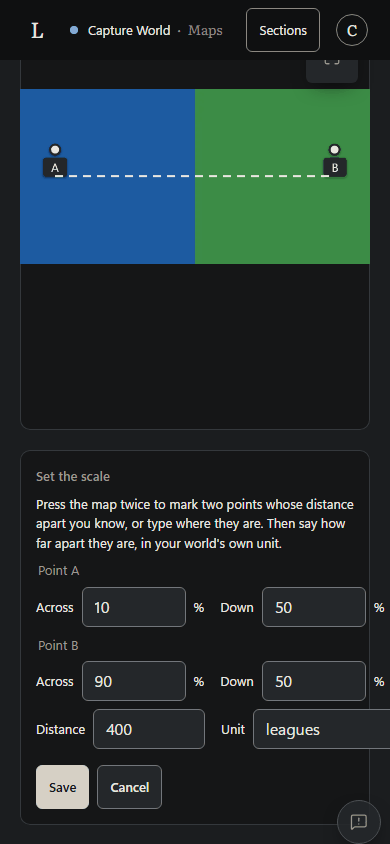 L Capture World · Maps Sections C
A B
Set the scale
Press the map twice to mark two points whose distance
apart you know, or type where they are. Then say how
far apart they are, in your world's own unit.
Point A
Across 10 % Down 50 %
Point B
Across 90 % Down 50 %
Distance 400 Unit leagues
Save Cancel